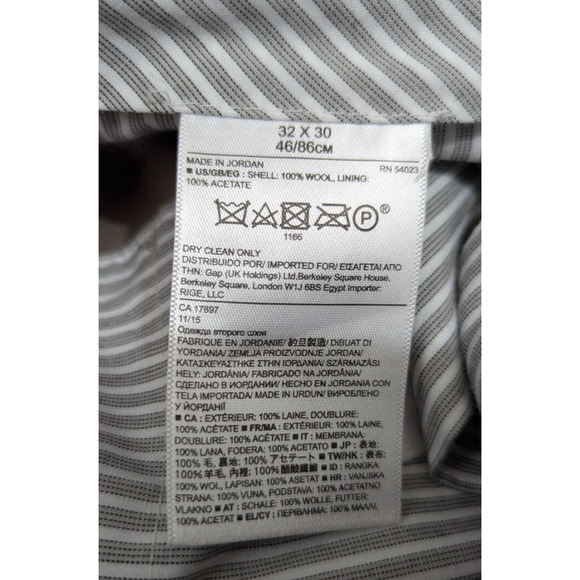 32 X 30
46/86см
MADE IN JORDAN RN 54023
■ US/GB/EG : SHELL: 100% WOOL, LINING:
100% ACETATE
P®
1166
DRY CLEAN ONLY
DISTRIBUIDO POR/ IMPORTED FOR/ ΕΙΣΑΓΕΤΑΙ ΑΠΟ
ΤΗΝ: Gap (UK Holdings) Ltd,Berkeley Square House,
Berkeley Square, London W1J 6BS Egypt importer:
RIGE, LLC
CA 17897
11/15
Одежда второго слоя
FABRIQUÉ EN JORDANIE/ 約旦製造/ DIBUAT DI
YORDANIA/ ZEMLJA PROIZVODNJE JORDAN/
ΚΑΤΑΣΚΕΥΑΣΤΗΚΕ ΣΤΗΝ ΙΟΡΔΑΝΙΑ/ SZÁRMAZÁSI
HELY: JORDÁNIA/ FABRICADO NA JORDÂNIA/
СДЕЛАНО В ИОРДАНИИ/ HECHO EN JORDANIA CON
TELA IMPORTADA/ MADE IN URDUN/ ВИРОБЛЕНО
У ЙОРДАНІЇ
■ CA : EXTÉRIEUR: 100% LAINE, DOUBLURE:
100% ACÉTATE ■ FR/MA : EXTÉRIEUR: 100% LAINE,
DOUBLURE: 100% ACÉTATE ■ IT : MEMBRANA:
100% LANA, FODERA: 100% ACETATO ■ JP : 表地:
100% 毛, 裏地: 100% アセテート ■ TW/HK : 表布:
100% 羊毛, 內裡: 100% 醋酸纖維 ■ ID : RANGKA:
100% WOL, LAPISAN: 100% ASETAT ■ HR : VANJSKA
STRANA: 100% VUNA, PODSTAVA: 100% ACETATNO
VLAKNO ■ AT : SCHALE: 100% WOLLE, FUTTER:
100% ACETAT ■ EL/CY : ΠΕΡΙΒΛΗΜΑ: 100% ΜΑΛΛΙ,